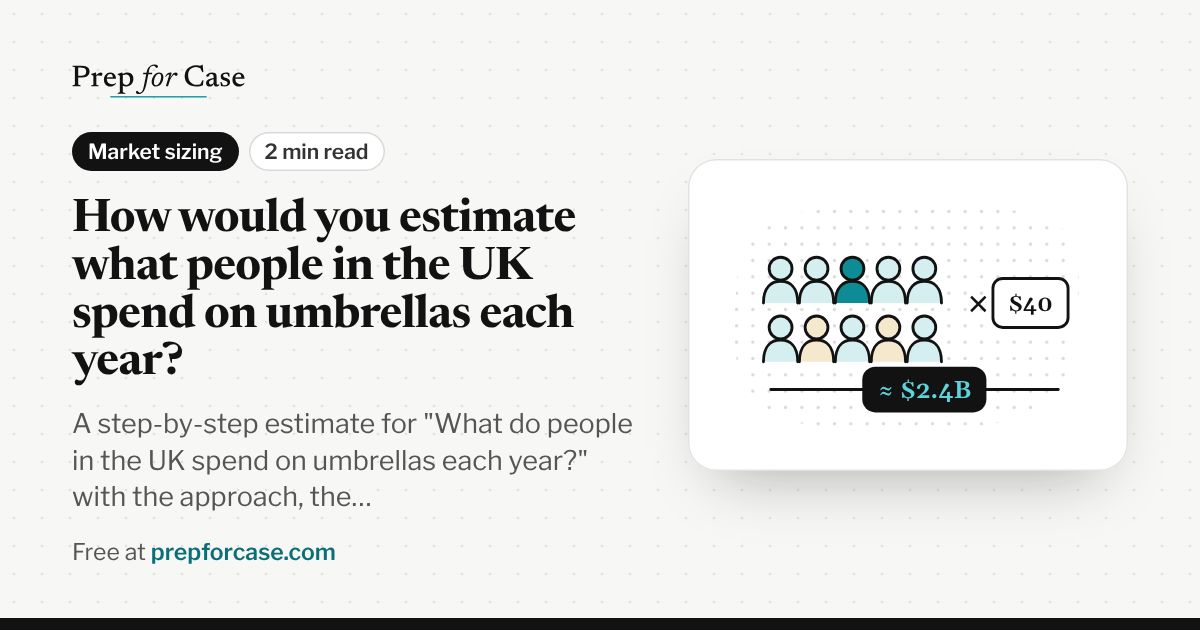 Prep for Case
Market sizing
2 min read
How would you estimate
what people in the UK
spend on umbrellas each
year?
A step-by-step estimate for "What do people
in the UK spend on umbrellas each year?"
with the approach, the...
Free at prepforcase.com
× $40
≈ $2.4B